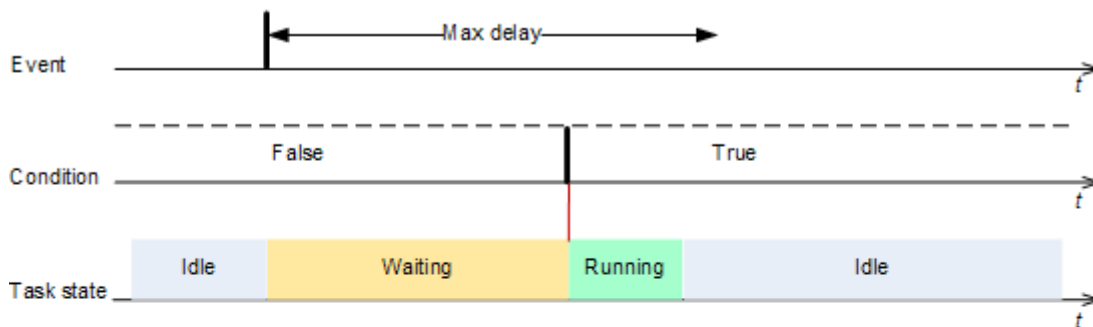 Max delay
Event
t
False True
Condition
t
Idle Waiting Running Idle
Task state
t